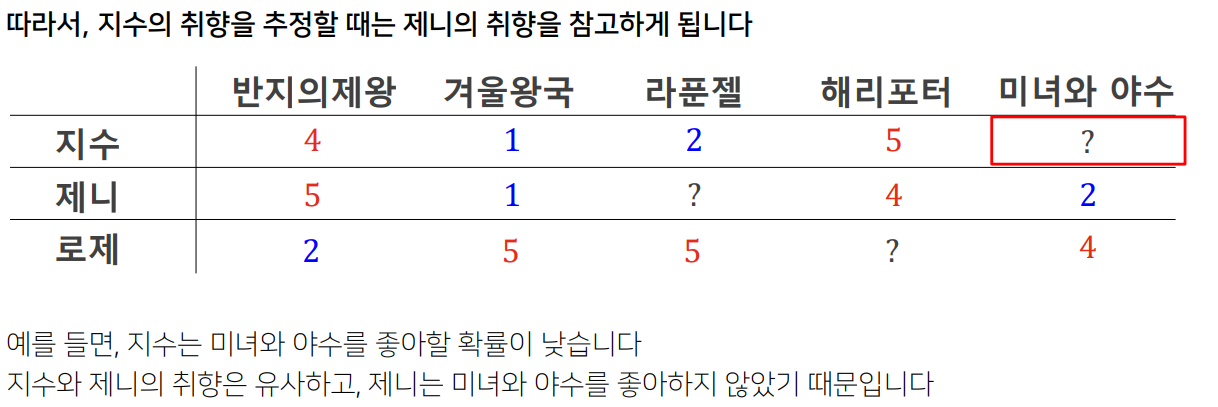 따라서, 지수의 취향을 추정할 때는 제니의 취향을 참고하게 됩니다
반지의제왕 겨울왕국 라푼젤 해리포터 미녀와 야수
지수 4 1 2 5 ?
제니 5 1 ? 4 2
로제 2 5 5 ? 4
예를 들면, 지수는 미녀와 야수를 좋아할 확률이 낮습니다
지수와 제니의 취향은 유사하고, 제니는 미녀와 야수를 좋아하지 않았기 때문입니다